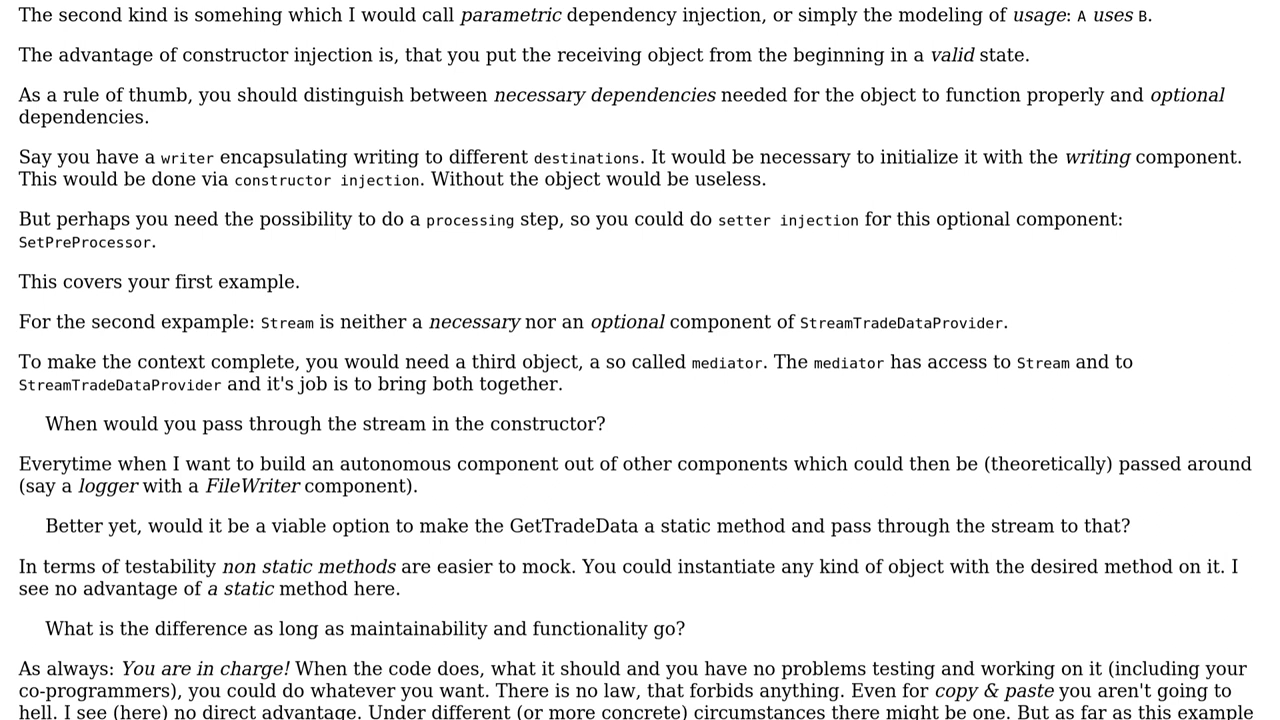 The second kind is somehing which I would call parametric dependency injection, or simply the modeling of usage: A uses B.
The advantage of constructor injection is, that you put the receiving object from the beginning in a valid state.
As a rule of thumb, you should distinguish between necessary dependencies needed for the object to function properly and optional
dependencies.
Say you have a writer encapsulating writing to different destinations. It would be necessary to initialize it with the writing component.
This would be done via constructor injection. Without the object would be useless.
But perhaps you need the possibility to do a processing step, so you could do setter injection for this optional component:
SetPreProcessor.
This covers your first example.
For the second expample: Stream is neither a necessary nor an optional component of StreamTradeDataProvider.
To make the context complete, you would need a third object, a so called mediator. The mediator has access to Stream and to
StreamTradeDataProvider and it's job is to bring both together.
When would you pass through the stream in the constructor?
Everytime when I want to build an autonomous component out of other components which could then be (theoretically) passed around
(say a logger with a FileWriter component).
Better yet, would it be a viable option to make the GetTradeData a static method and pass through the stream to that?
In terms of testability non static methods are easier to mock. You could instantiate any kind of object with the desired method on it. I
see no advantage of a static method here.
What is the difference as long as maintainability and functionality go?
As always: You are in charge! When the code does, what it should and you have no problems testing and working on it (including your
co-programmers), you could do whatever you want. There is no law, that forbids anything. Even for copy & paste you aren't going to
hell. I see (here) no direct advantage. Under different (or more concrete) circumstances there might be one. But as far as this example